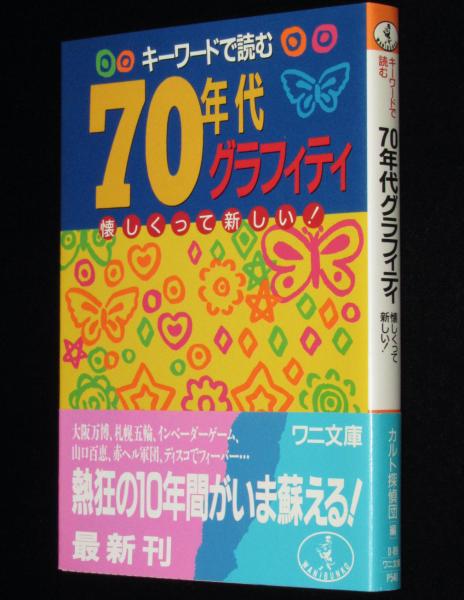 キーワードで読む
70年代
グラフィティ
懐しくって新しい!
大阪万博、札幌五輪、インベーダーゲーム、
山口百恵、赤ヘル軍団、ディスコでフィーバー…
ワニ文庫
熱狂の10年間がいま蘇える!
最新刊
WANIBUNKO
キーワードで
読む
70年代グラフィティ
懐しくって
新しい!
カルト探偵団 編
ワニ文庫